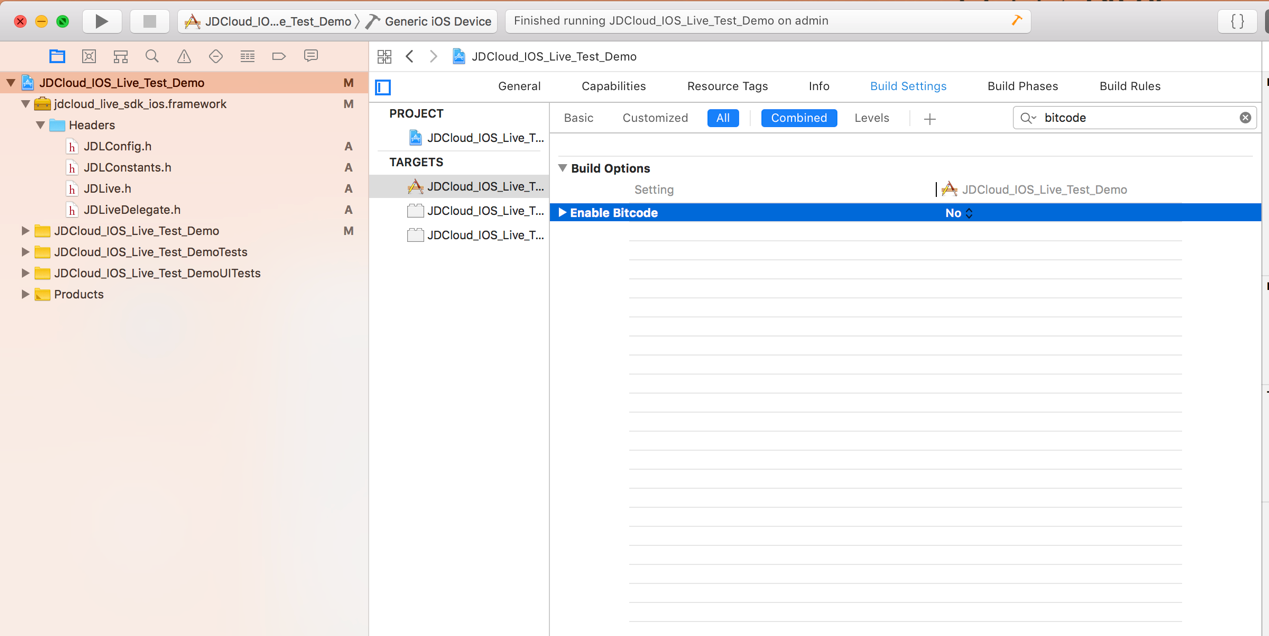 JDCloud_IO...e_Test_Demo Generic iOS Device Finished running JDCloud_IOS_Live_Test_Demo on admin { }
JDCloud_IOS_Live_Test_Demo
JDCloud_IOS_Live_Test_Demo M
jdcloud_live_sdk_ios.framework M
Headers
h JDLConfig.h A
h JDLConstants.h A
h JDLive.h A
h JDLiveDelegate.h A
JDCloud_IOS_Live_Test_Demo M
JDCloud_IOS_Live_Test_DemoTests
JDCloud_IOS_Live_Test_DemoUITests
Products
General Capabilities Resource Tags Info Build Settings Build Phases Build Rules
PROJECT
JDCloud_IOS_Live_T...
TARGETS
JDCloud_IOS_Live_T...
JDCloud_IOS_Live_T...
JDCloud_IOS_Live_T...
Basic Customized All Combined Levels + bitcode
Build Options
Setting JDCloud_IOS_Live_Test_Demo
Enable Bitcode No